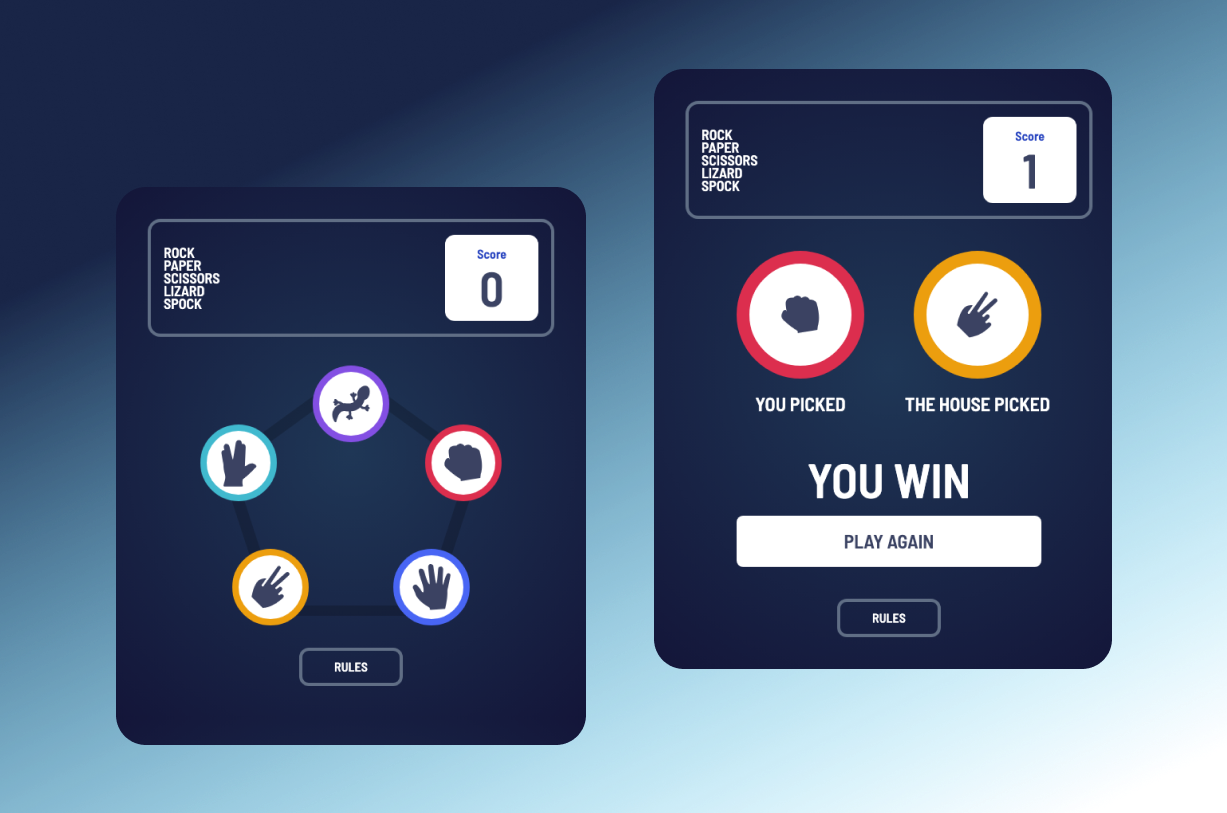 ROCK
PAPER
SCISSORS
LIZARD
SPOCK
Score
0
RULES
ROCK
PAPER
SCISSORS
LIZARD
SPOCK
Score
1
YOU PICKED
THE HOUSE PICKED
YOU WIN
PLAY AGAIN
RULES